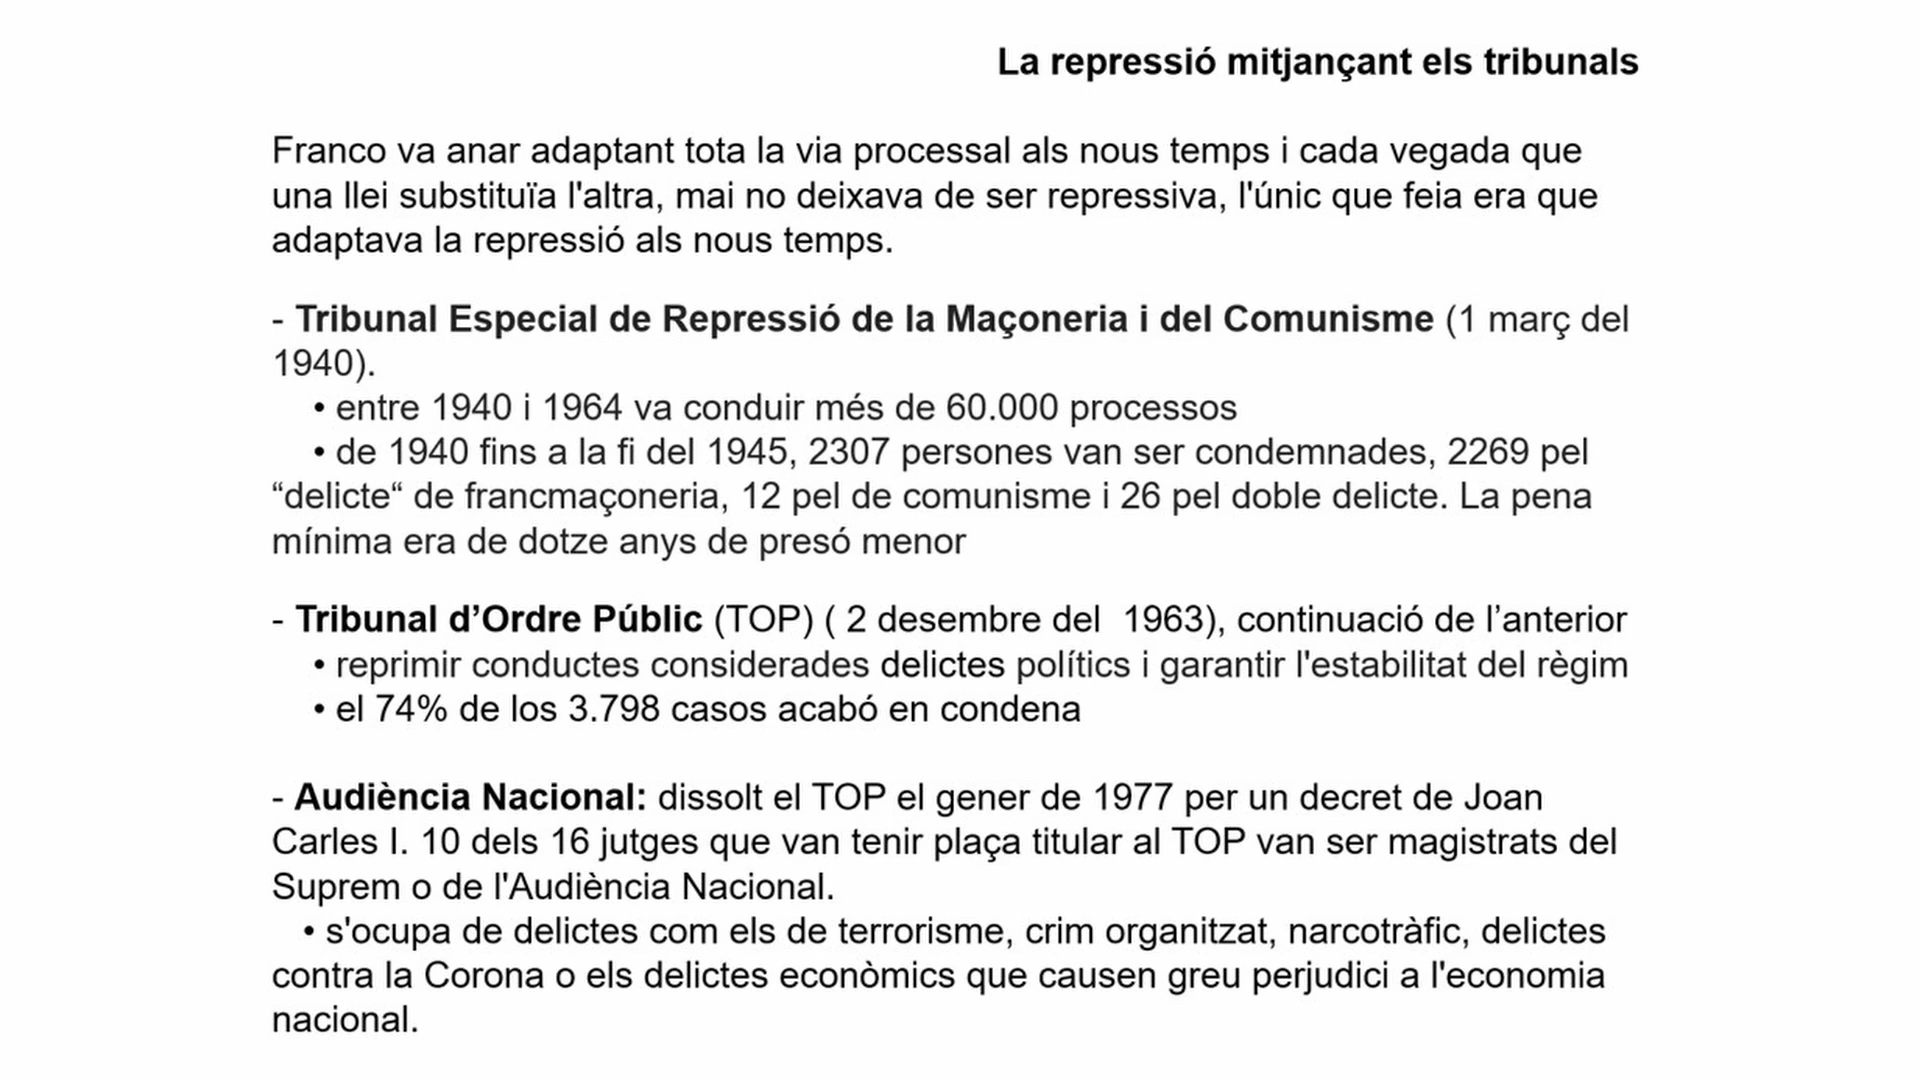 La repressió mitjançant els tribunals
Franco va anar adaptant tota la via processal als nous temps i cada vegada que
una llei substituïa l'altra, mai no deixava de ser repressiva, l'únic que feia era que
adaptava la repressió als nous temps.
- Tribunal Especial de Repressió de la Maçoneria i del Comunisme (1 març del
1940).
• entre 1940 i 1964 va conduir més de 60.000 processos
• de 1940 fins a la fi del 1945, 2307 persones van ser condemnades, 2269 pel
“delicte“ de francmaçoneria, 12 pel de comunisme i 26 pel doble delicte. La pena
mínima era de dotze anys de presó menor
- Tribunal d’Ordre Públic (TOP) ( 2 desembre del  1963), continuació de l’anterior
• reprimir conductes considerades delictes polítics i garantir l'estabilitat del règim
• el 74% de los 3.798 casos acabó en condena
- Audiència Nacional: dissolt el TOP el gener de 1977 per un decret de Joan
Carles I. 10 dels 16 jutges que van tenir plaça titular al TOP van ser magistrats del
Suprem o de l'Audiència Nacional.
• s'ocupa de delictes com els de terrorisme, crim organitzat, narcotràfic, delictes
contra la Corona o els delictes econòmics que causen greu perjudici a l'economia
nacional.